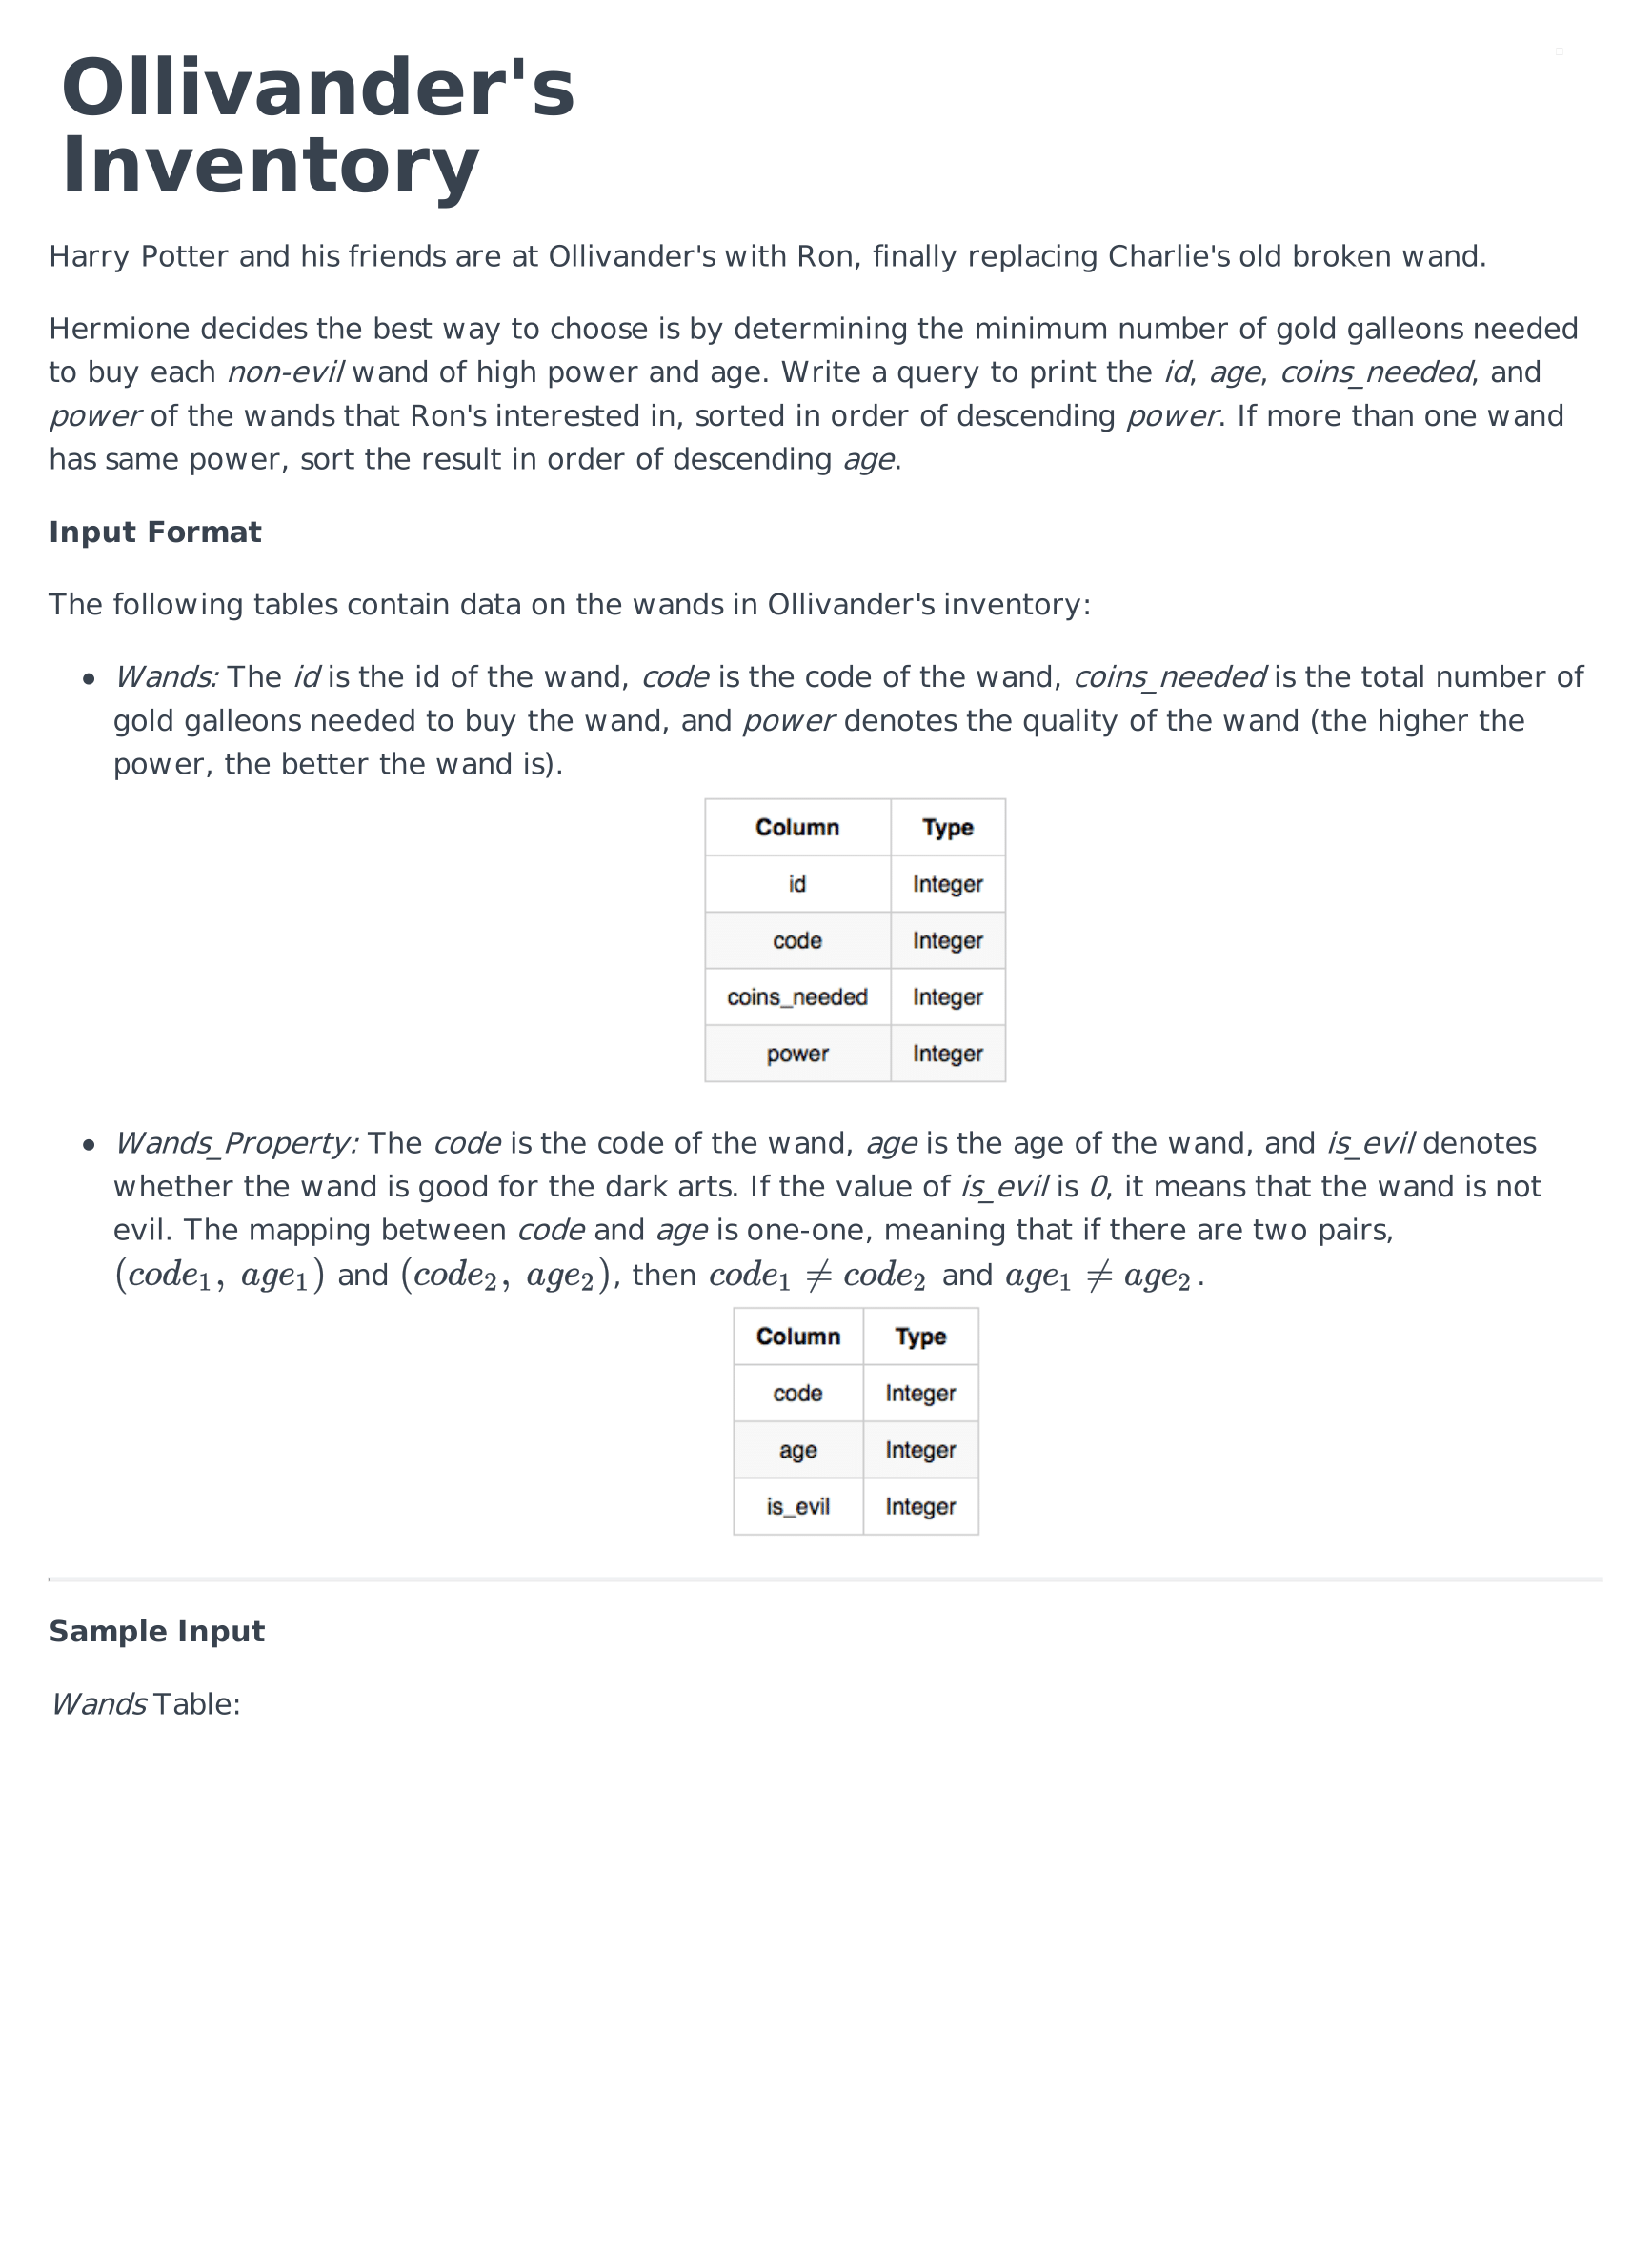 Ollivander's
Inventory
Harry Potter and his friends are at Ollivander's with Ron, finally replacing Charlie's old broken wand.
Hermione decides the best way to choose is by determining the minimum number of gold galleons needed
to buy each non-evil wand of high power and age. Write a query to print the id, age, coins_needed, and
power of the wands that Ron's interested in, sorted in order of descending power. If more than one wand
has same power, sort the result in order of descending age.
Input Format
The following tables contain data on the wands in Ollivander's inventory:
• Wands: The id is the id of the wand, code is the code of the wand, coins_needed is the total number of
gold galleons needed to buy the wand, and power denotes the quality of the wand (the higher the
power, the better the wand is).
Column Type
id Integer
code Integer
coins_needed Integer
power Integer
• Wands_Property: The code is the code of the wand, age is the age of the wand, and is_evil denotes
whether the wand is good for the dark arts. If the value of is_evil is 0, it means that the wand is not
evil. The mapping between code and age is one-one, meaning that if there are two pairs,
(code₁, age₁) and (code₂, age₂), then code₁ ≠ code₂ and age₁ ≠ age₂.
Column Type
code Integer
age Integer
is_evil Integer
Sample Input
Wands Table: